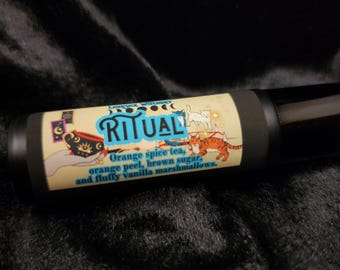 RITUAL
Orange spice tea,
orange peel, brown sugar,
and fluffy vanilla marshmallows.